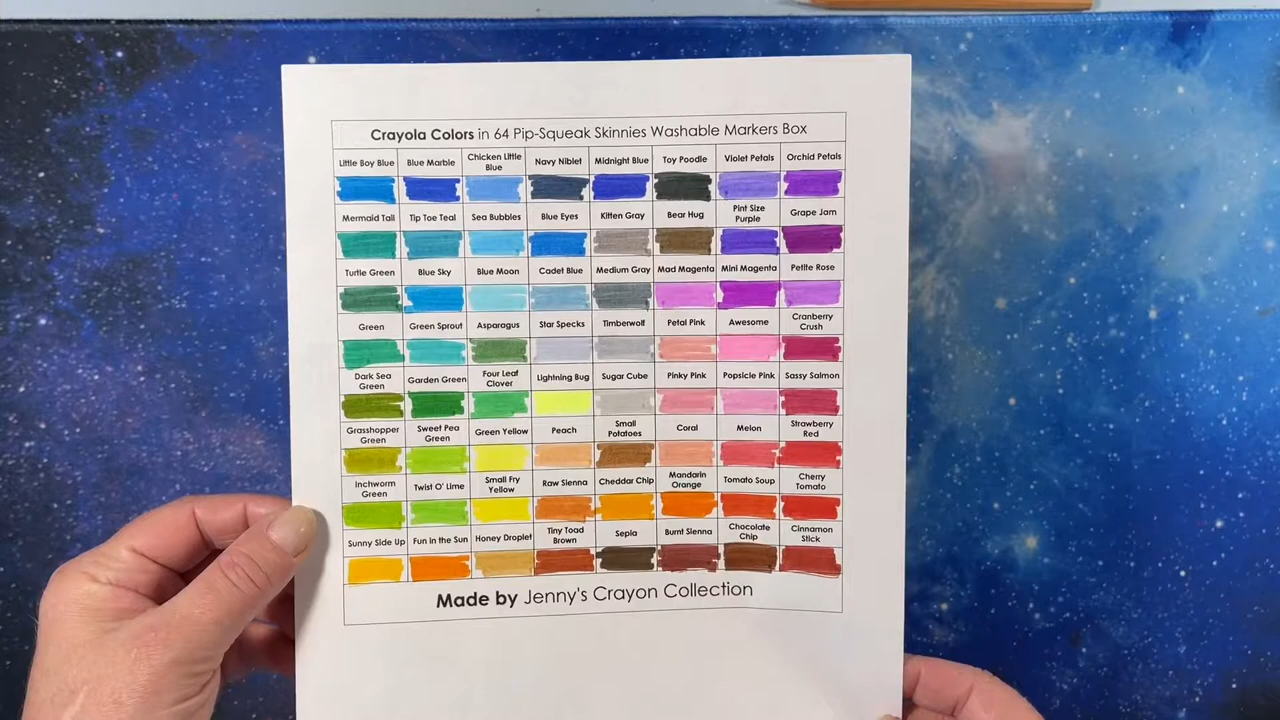 Crayola Colors in 64 Pip-Squeak Skinnies Washable Markers Box
Little Boy Blue Blue Marble Chicken Little Blue Navy Niblet Midnight Blue Toy Poodle Violet Petals Orchid Petals
Mermaid Tail Tip Toe Teal Sea Bubbles Blue Eyes Kitten Gray Bear Hug Pint Size Purple Grape Jam
Turtle Green Blue Sky Blue Moon Cadet Blue Medium Gray Mad Magenta Mini Magenta Petite Rose
Green Green Sprout Asparagus Star Specks Timberwolf Petal Pink Awesome Cranberry Crush
Dark Sea Green Garden Green Four Leaf Clover Lightning Bug Sugar Cube Pinky Pink Popsicle Pink Sassy Salmon
Grasshopper Green Sweet Pea Green Green Yellow Peach Small Potatoes Coral Melon Strawberry Red
Inchworm Green Twist O' Lime Small Fry Yellow Raw Sienna Cheddar Chip Mandarin Orange Tomato Soup Cherry Tomato
Sunny Side Up Fun in the Sun Honey Droplet Tiny Toad Brown Sepia Burnt Sienna Chocolate Chip Cinnamon Stick
Made by Jenny's Crayon Collection